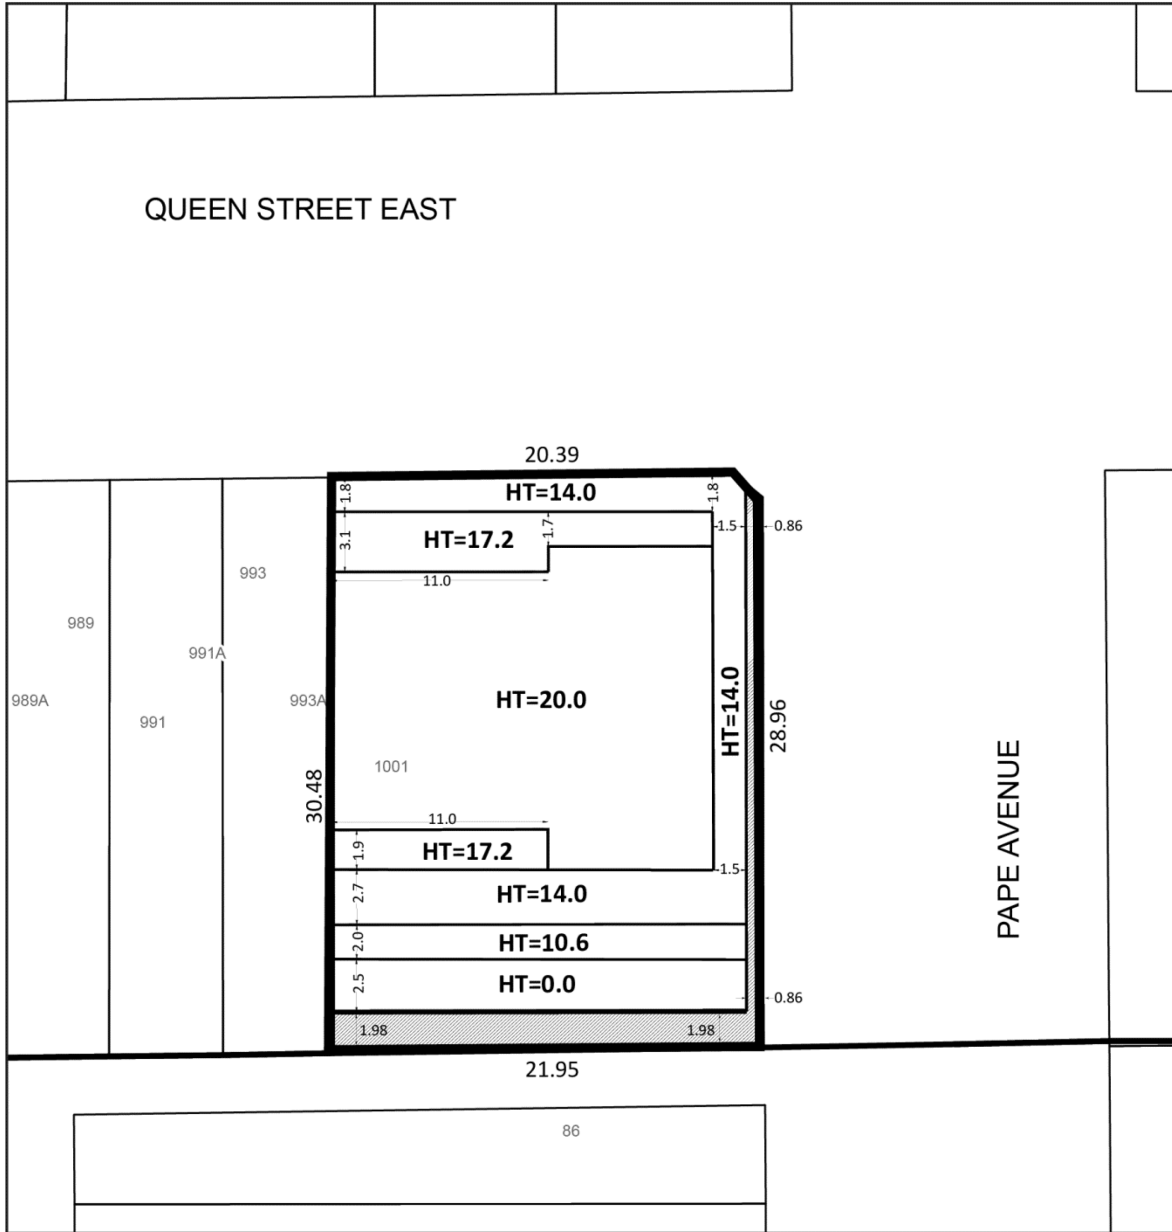 QUEEN STREET EAST
20.39
1.8
HT=14.0
1.8
3.1
HT=17.2
1.7
1.5
0.86
993
11.0
989
991A
989A
991
993A
HT=20.0
HT=14.0
28.96
1001
30.48
PAPE AVENUE
11.0
1.9
HT=17.2
1.5
2.7
HT=14.0
2.0
HT=10.6
2.5
HT=0.0
0.86
1.98
1.98
21.95
86